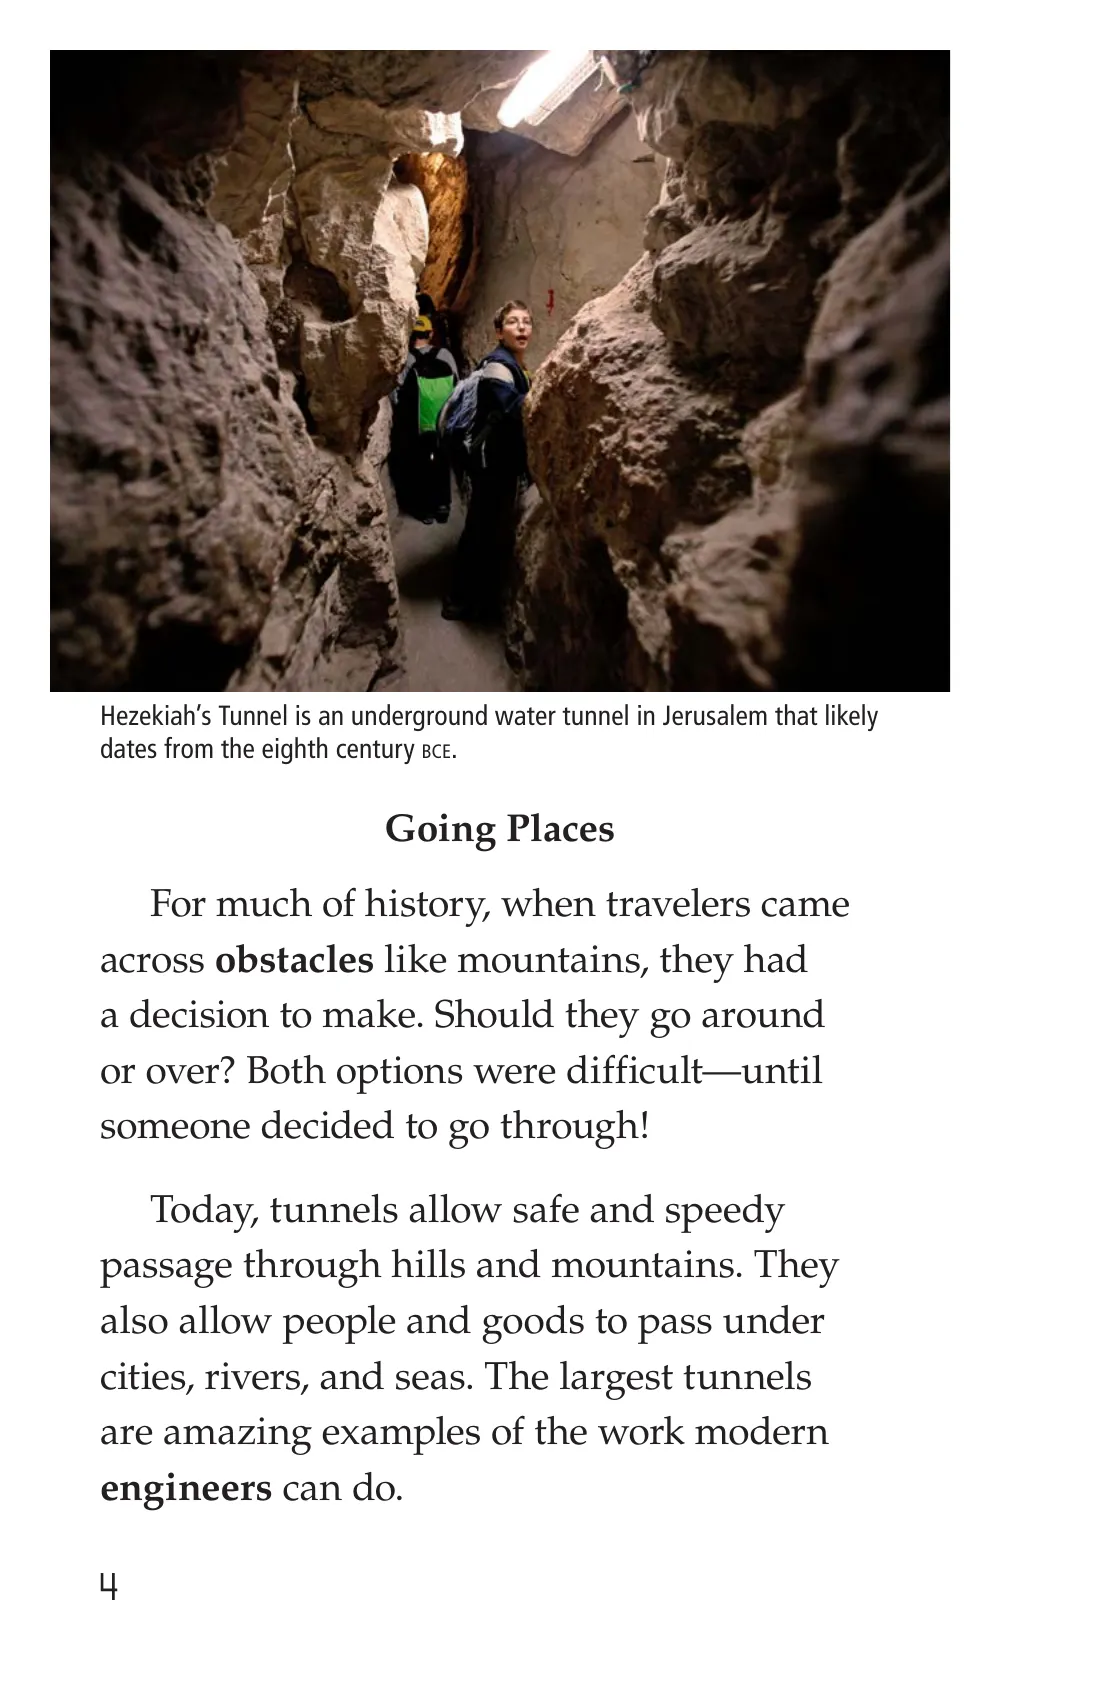 Hezekiah’s Tunnel is an underground water tunnel in Jerusalem that likely
dates from the eighth century BCE.
Going Places
For much of history, when travelers came
across obstacles like mountains, they had
a decision to make. Should they go around
or over? Both options were difficult—until
someone decided to go through!
Today, tunnels allow safe and speedy
passage through hills and mountains. They
also allow people and goods to pass under
cities, rivers, and seas. The largest tunnels
are amazing examples of the work modern
engineers can do.
4